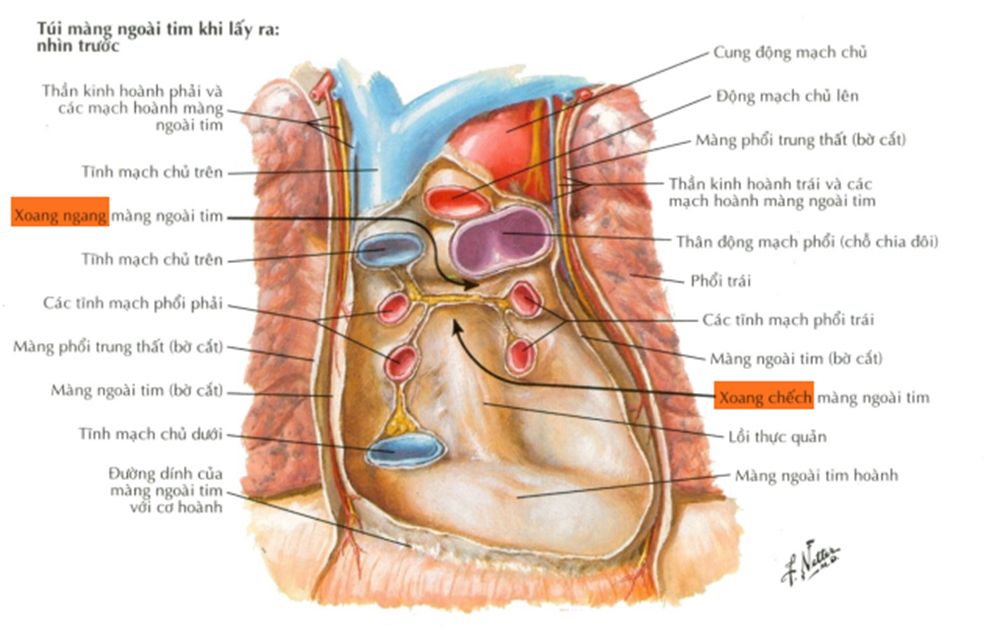 Túi màng ngoài tim khi lấy ra:
nhìn trước
Thần kinh hoành phải và
các mạch hoành màng
ngoài tim
Tĩnh mạch chủ trên
Xoang ngang màng ngoài tim
Tĩnh mạch chủ trên
Các tĩnh mạch phổi phải
Màng phổi trung thất (bờ cắt)
Màng ngoài tim (bờ cắt)
Tĩnh mạch chủ dưới
Đường dính của
màng ngoài tim
với cơ hoành
Cung động mạch chủ
Động mạch chủ lên
Màng phổi trung thất (bờ cắt)
Thần kinh hoành trái và các
mạch hoành màng ngoài tim
Thân động mạch phổi (chỗ chia đôi)
Phổi trái
Các tĩnh mạch phổi trái
Màng ngoài tim (bờ cắt)
Xoang chếch màng ngoài tim
Lồi thực quản
Màng ngoài tim hoành
F. Netter
M.D.